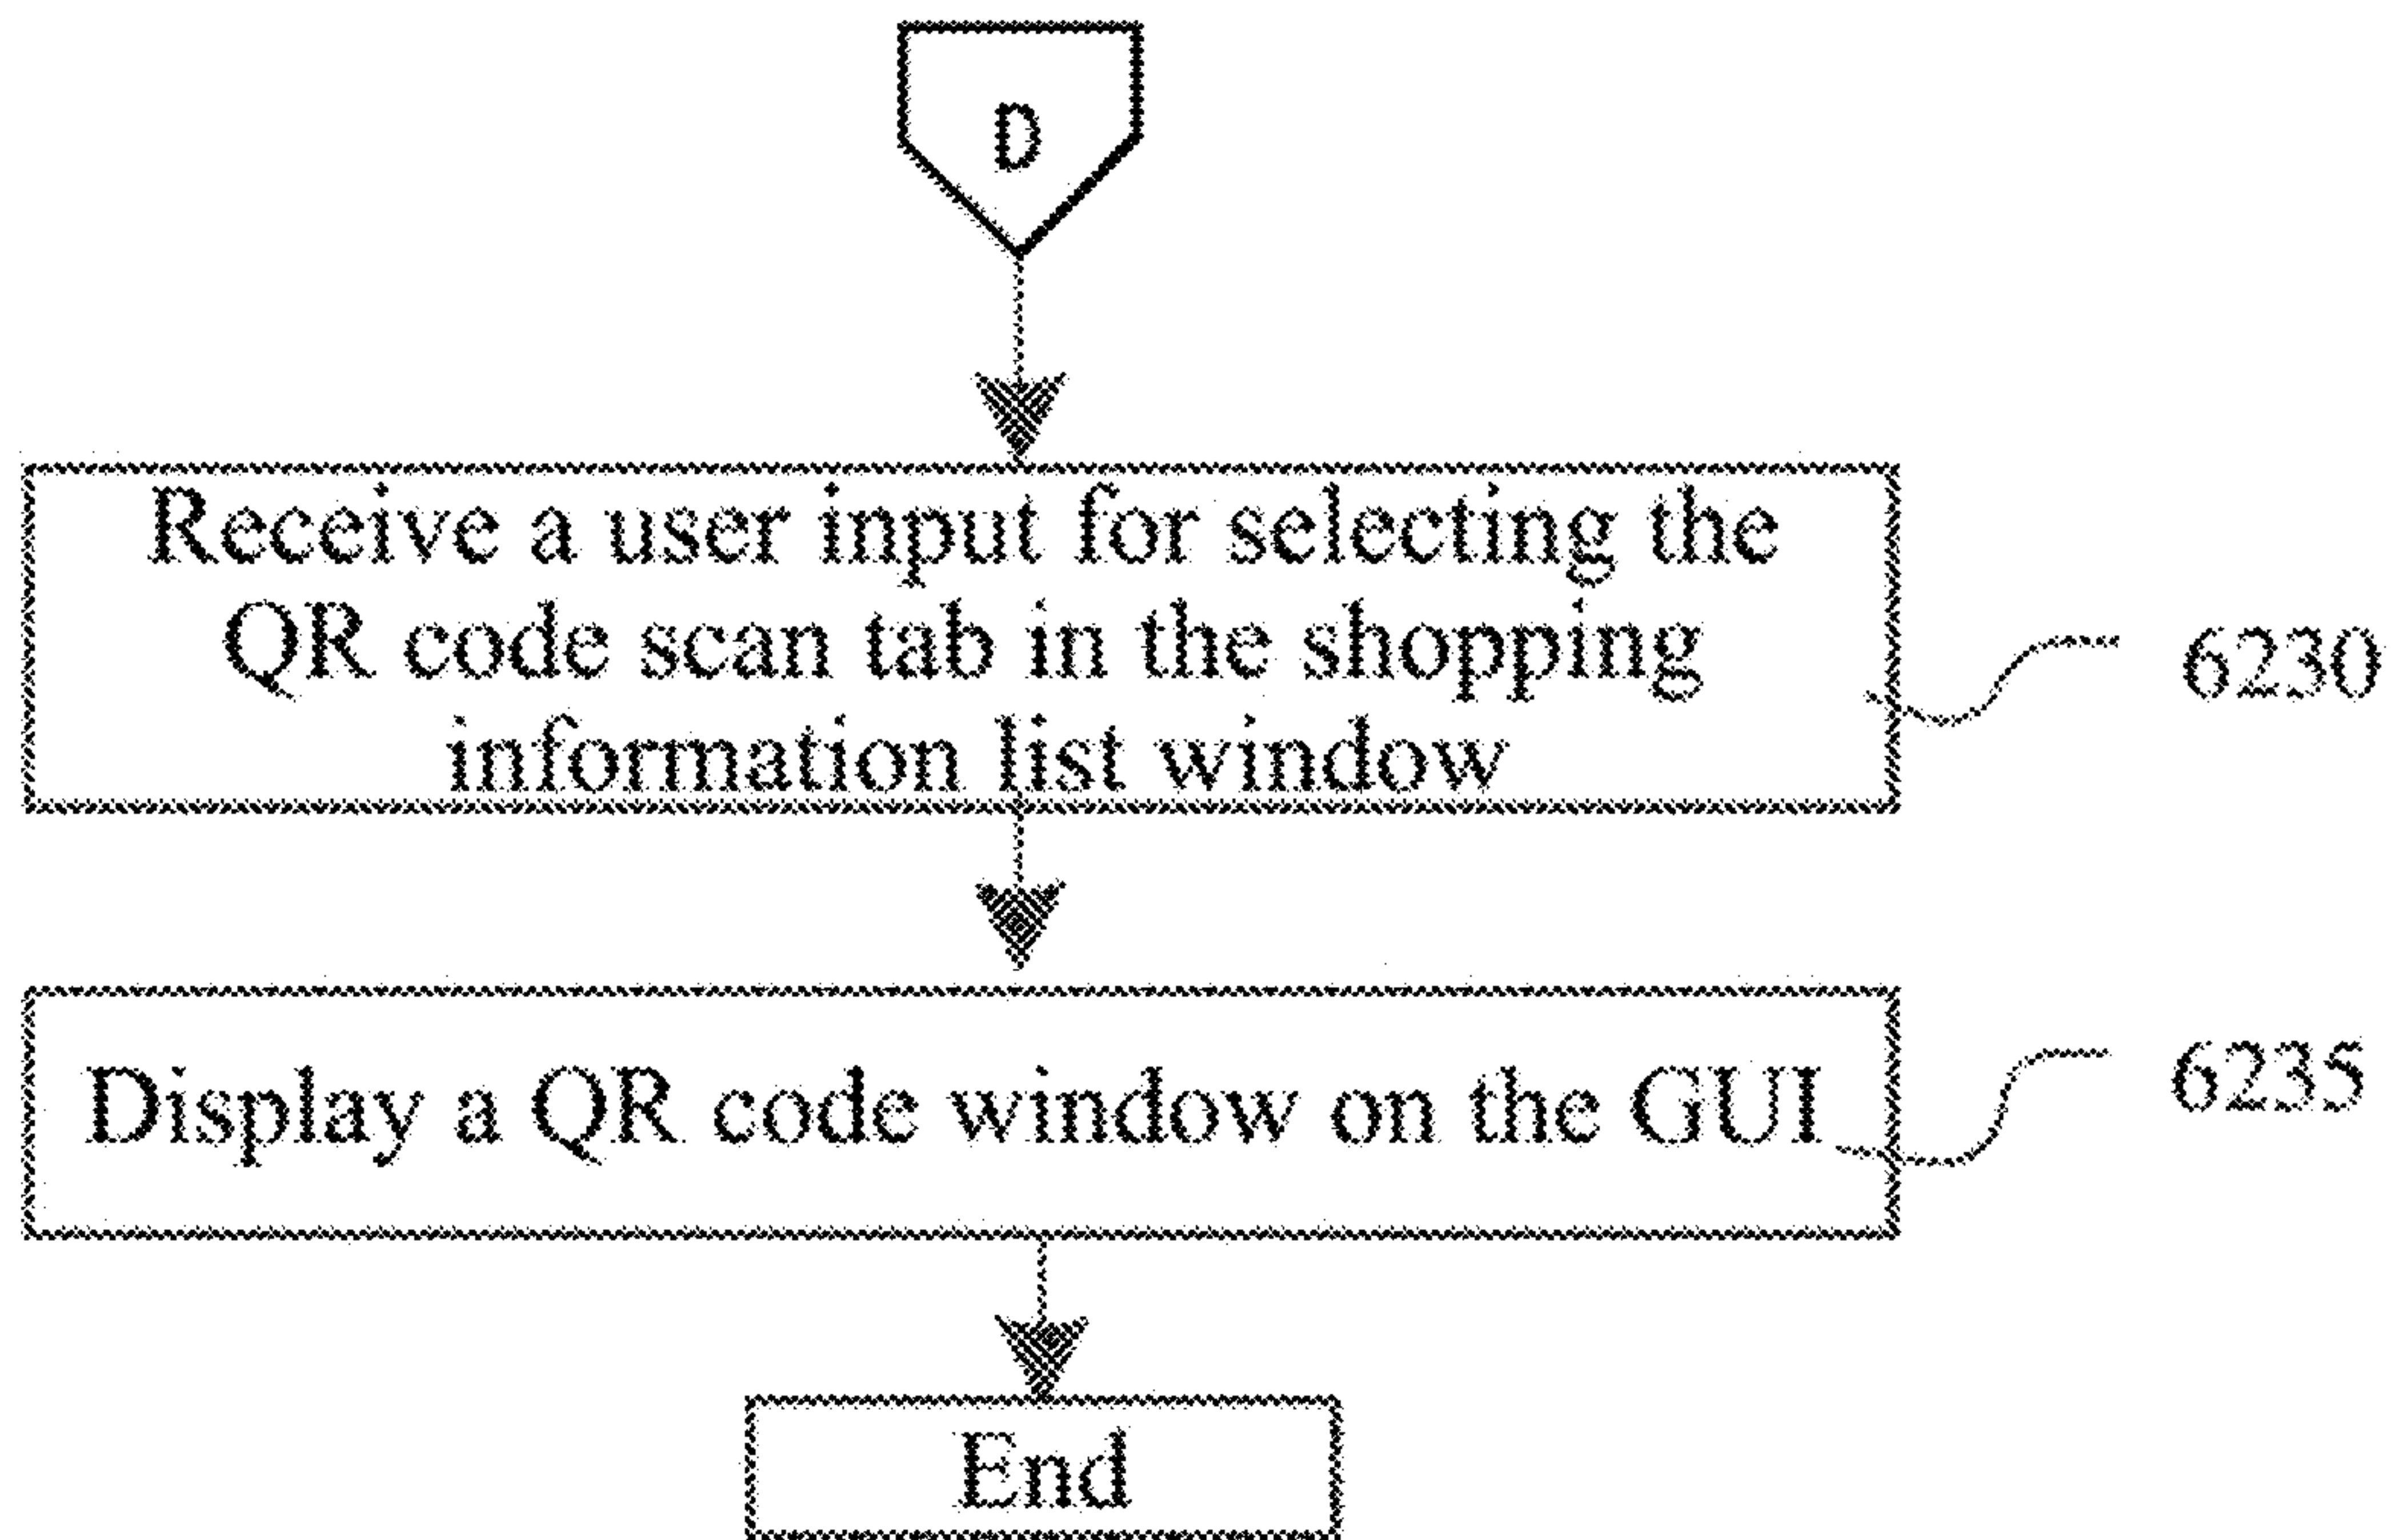 D
Receive a user input for selecting the
QR code scan tab in the shopping
information list window
6230
Display a QR code window on the GUI
6235
End